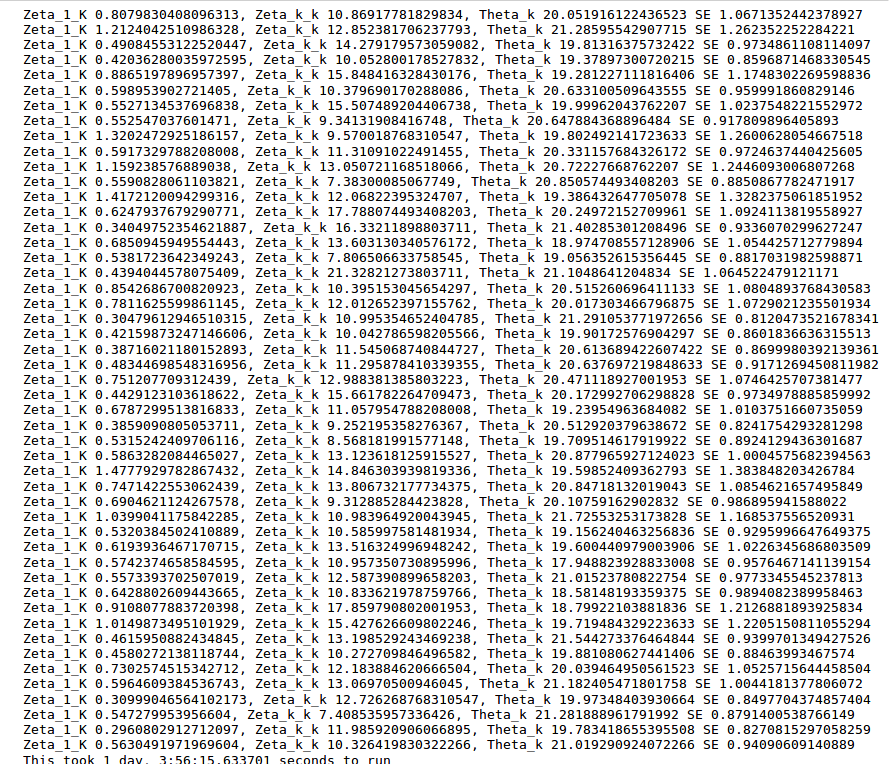 Zeta_1_K 0.8079830408096313, Zeta_k_k 10.86917781829834, Theta_k 20.051916122436523 SE 1.0671352442378927
Zeta_1_K 1.2124042510986328, Zeta_k_k 12.852381706237793, Theta_k 21.28595542907715 SE 1.262352252284221
Zeta_1_K 0.49084553122520447, Zeta_k_k 14.279179573059082, Theta_k 19.81316375732422 SE 0.9734861108114097
Zeta_1_K 0.42036280035972595, Zeta_k_k 10.052800178527832, Theta_k 19.37897300720215 SE 0.8596871468330545
Zeta_1_K 0.8865197896957397, Zeta_k_k 15.848416328430176, Theta_k 19.281227111816406 SE 1.1748302269598836
Zeta_1_K 0.598953902721405, Zeta_k_k 10.379690170288086, Theta_k 20.633100509643555 SE 0.959991860829146
Zeta_1_K 0.5527134537696838, Zeta_k_k 15.507489204406738, Theta_k 19.99962043762207 SE 1.0237548221552972
Zeta_1_K 0.552547037601471, Zeta_k_k 9.34131908416748, Theta_k 20.647884368896484 SE 0.917809896405893
Zeta_1_K 1.3202472925186157, Zeta_k_k 9.570018768310547, Theta_k 19.802492141723633 SE 1.2600628054667518
Zeta_1_K 0.5917329788208008, Zeta_k_k 11.31091022491455, Theta_k 20.331157684326172 SE 0.9724637440425605
Zeta_1_K 1.159238576889038, Zeta_k_k 13.050721168518066, Theta_k 20.72227668762207 SE 1.2446093006807268
Zeta_1_K 0.5590828061103821, Zeta_k_k 7.38300085067749, Theta_k 20.850574493408203 SE 0.8850867782471917
Zeta_1_K 1.4172120094299316, Zeta_k_k 12.06822395324707, Theta_k 19.386432647705078 SE 1.3282375061851952
Zeta_1_K 0.6247937679290771, Zeta_k_k 17.788074493408203, Theta_k 20.24972152709961 SE 1.0924113819558927
Zeta_1_K 0.34049752354621887, Zeta_k_k 16.33211898803711, Theta_k 21.40285301208496 SE 0.9336070299627247
Zeta_1_K 0.6850945949554443, Zeta_k_k 13.603130340576172, Theta_k 18.974708557128906 SE 1.054425712779894
Zeta_1_K 0.5381723642349243, Zeta_k_k 7.806506633758545, Theta_k 19.056352615356445 SE 0.8817031982598871
Zeta_1_K 0.4394044578075409, Zeta_k_k 21.32821273803711, Theta_k 21.1048641204834 SE 1.064522479121171
Zeta_1_K 0.8542686700820923, Zeta_k_k 10.395153045654297, Theta_k 20.515260696411133 SE 1.0804893768430583
Zeta_1_K 0.7811625599861145, Zeta_k_k 12.012652397155762, Theta_k 20.017303466796875 SE 1.0729021235501934
Zeta_1_K 0.30479612946510315, Zeta_k_k 10.995354652404785, Theta_k 21.291053771972656 SE 0.8120473521678341
Zeta_1_K 0.42159873247146606, Zeta_k_k 10.042786598205566, Theta_k 19.90172576904297 SE 0.8601836636315513
Zeta_1_K 0.38716021180152893, Zeta_k_k 11.545068740844727, Theta_k 20.613689422607422 SE 0.8699980392139361
Zeta_1_K 0.48344698548316956, Zeta_k_k 11.295878410339355, Theta_k 20.637697219848633 SE 0.9171269450811982
Zeta_1_K 0.751207709312439, Zeta_k_k 12.988381385803223, Theta_k 20.471118927001953 SE 1.0746425707381477
Zeta_1_K 0.4429123103618622, Zeta_k_k 15.661782264709473, Theta_k 20.172992706298828 SE 0.9734978885859992
Zeta_1_K 0.6787299513816833, Zeta_k_k 11.057954788208008, Theta_k 19.23954963684082 SE 1.0103751660735059
Zeta_1_K 0.3859090805053711, Zeta_k_k 9.252195358276367, Theta_k 20.512920379638672 SE 0.8241754293281298
Zeta_1_K 0.5315242409706116, Zeta_k_k 8.568181991577148, Theta_k 19.709514617919922 SE 0.8924129436301687
Zeta_1_K 0.5863282084465027, Zeta_k_k 13.123618125915527, Theta_k 20.877965927124023 SE 1.0004575682394563
Zeta_1_K 1.4777929782867432, Zeta_k_k 14.846303939819336, Theta_k 19.59852409362793 SE 1.383848203426784
Zeta_1_K 0.7471422553062439, Zeta_k_k 13.806732177734375, Theta_k 20.84718132019043 SE 1.0854621657495849
Zeta_1_K 0.6904621124267578, Zeta_k_k 9.312885284423828, Theta_k 20.10759162902832 SE 0.986895941588022
Zeta_1_K 1.0399041175842285, Zeta_k_k 10.983964920043945, Theta_k 21.72553253173828 SE 1.168537556520931
Zeta_1_K 0.5320384502410889, Zeta_k_k 10.585997581481934, Theta_k 19.156240463256836 SE 0.9295996647649375
Zeta_1_K 0.6193936467170715, Zeta_k_k 13.516324996948242, Theta_k 19.600440979003906 SE 1.0226345686803509
Zeta_1_K 0.5742374658584595, Zeta_k_k 10.957350730895996, Theta_k 17.948823928833008 SE 0.9576467141139154
Zeta_1_K 0.5573393702507019, Zeta_k_k 12.587390899658203, Theta_k 21.01523780822754 SE 0.9773345545237813
Zeta_1_K 0.6428802609443665, Zeta_k_k 10.833621978759766, Theta_k 18.58148193359375 SE 0.9894082389958463
Zeta_1_K 0.9108077883720398, Zeta_k_k 17.859790802001953, Theta_k 18.79922103881836 SE 1.2126881893925834
Zeta_1_K 1.0149873495101929, Zeta_k_k 15.427626609802246, Theta_k 19.719484329223633 SE 1.2205150811055294
Zeta_1_K 0.4615950882434845, Zeta_k_k 13.198529243469238, Theta_k 21.544273376464844 SE 0.9399701349427526
Zeta_1_K 0.4580272138118744, Zeta_k_k 10.272709846496582, Theta_k 19.881080627441406 SE 0.88463993467574
Zeta_1_K 0.7302574515342712, Zeta_k_k 12.183884620666504, Theta_k 20.039464950561523 SE 1.0525715644458504
Zeta_1_K 0.5964609384536743, Zeta_k_k 13.06970500946045, Theta_k 21.182405471801758 SE 1.0044181377806072
Zeta_1_K 0.30999046564102173, Zeta_k_k 12.726268768310547, Theta_k 19.97348403930664 SE 0.8497704374857404
Zeta_1_K 0.547279953956604, Zeta_k_k 7.408535957336426, Theta_k 21.281888961791992 SE 0.8791400538766149
Zeta_1_K 0.2960802912712097, Zeta_k_k 11.985920906066895, Theta_k 19.783418655395508 SE 0.8270815297058259
Zeta_1_K 0.5630491971969604, Zeta_k_k 10.326419830322266, Theta_k 21.019290924072266 SE 0.94090609140889
This took 1 day, 3:56:15.633701 seconds to run